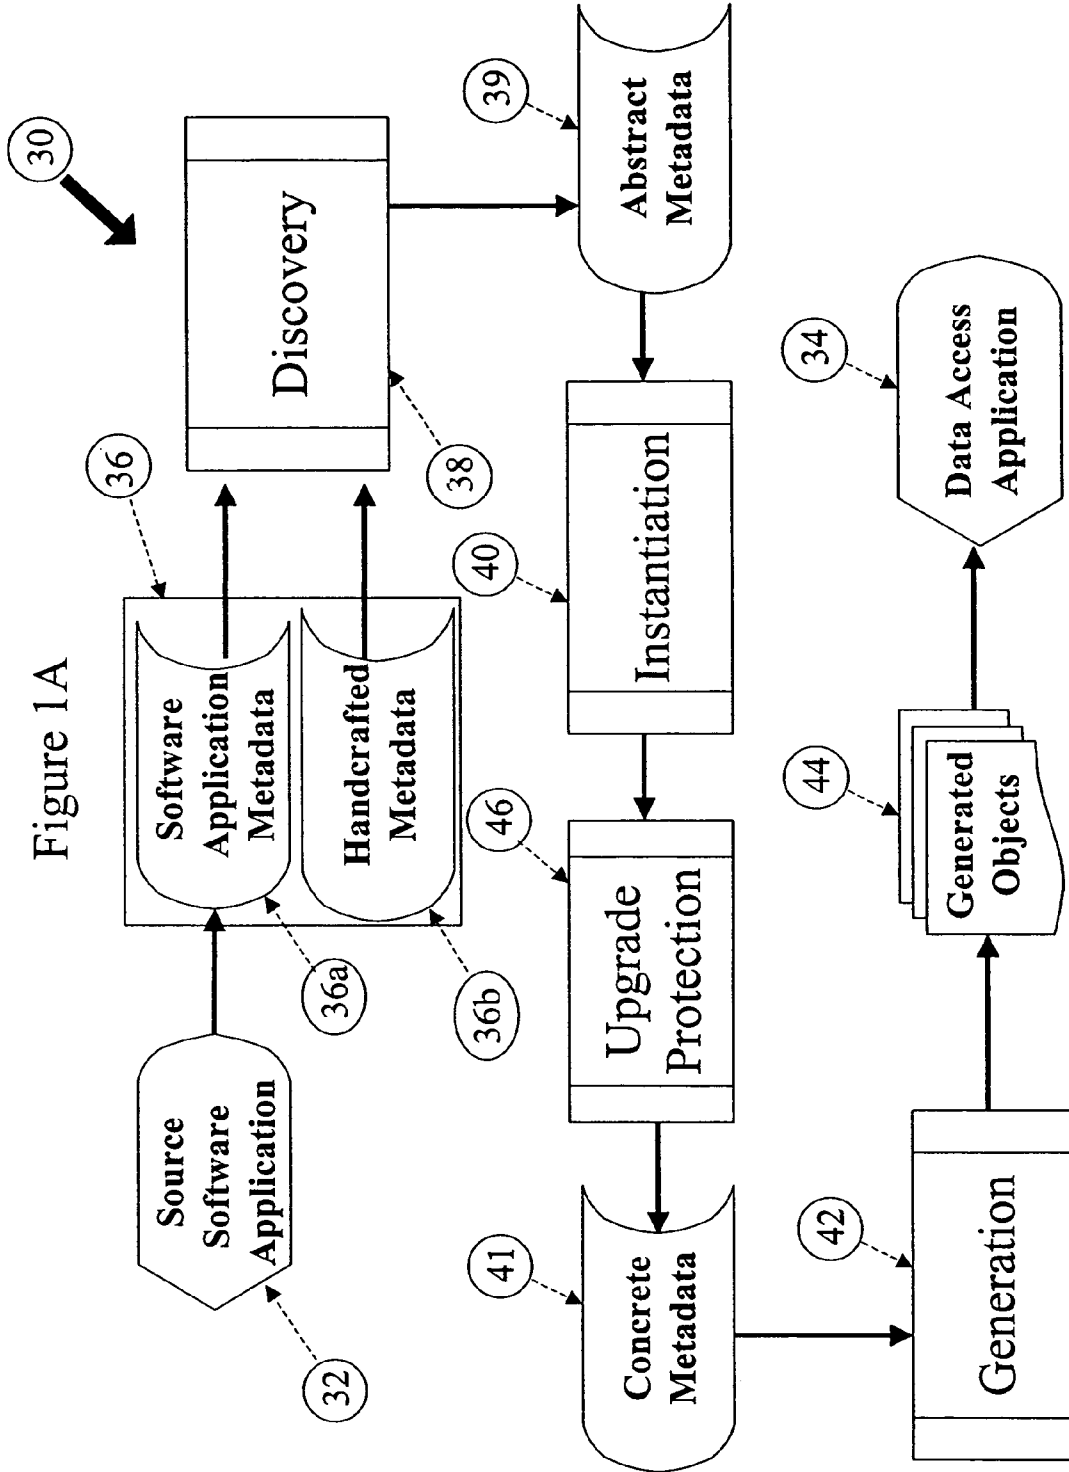 Figure 1A
30
36
Source
Software
Application
32
Software
Application
Metadata
36a
Handcrafted
Metadata
36b
Discovery
38
41
Concrete
Metadata
46
Upgrade
Protection
40
Instantiation
39
Abstract
Metadata
42
Generation
44
Generated
Objects
34
Data Access
Application